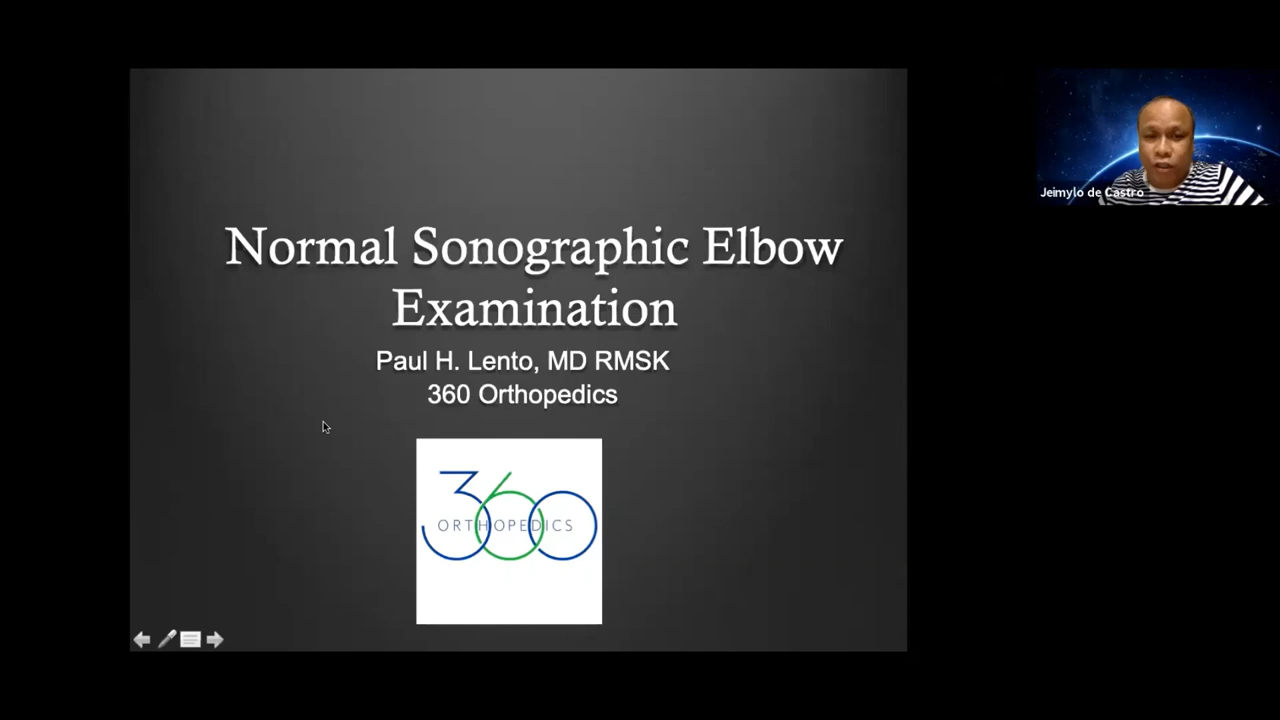 Normal Sonographic Elbow
Examination
Paul H. Lento, MD RMSK
360 Orthopedics
360
ORTHOPEDICS
Jeimylo de Castro